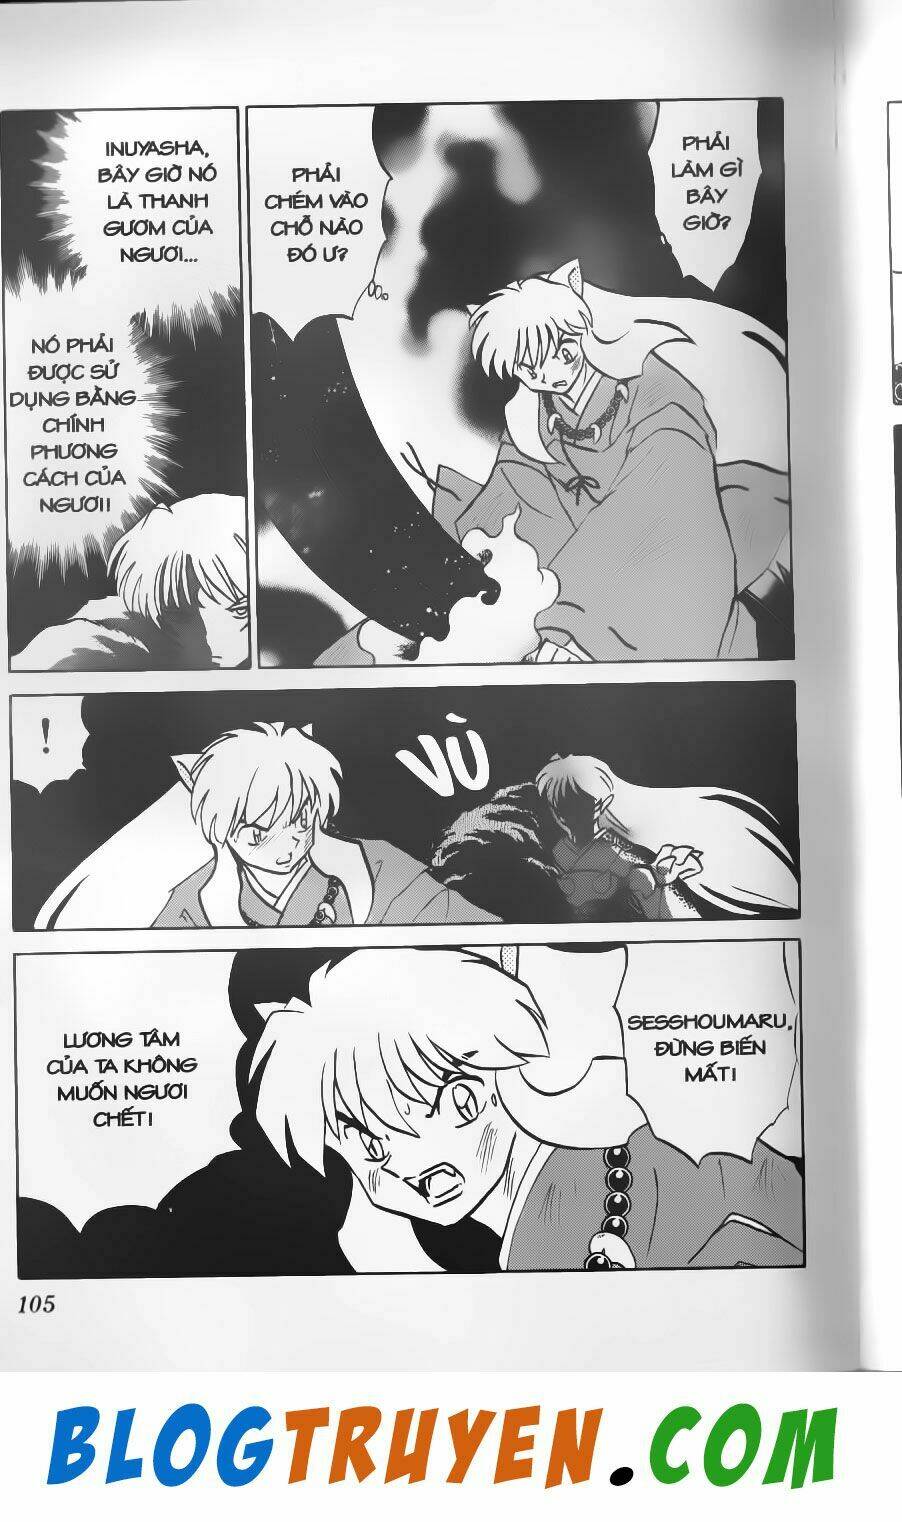 PHẢI
LÀM GÌ
BÂY
GIỜ?
PHẢI
CHÉM VÀO
CHỖ NÀO
ĐÓ Ư?
INUYASHA,
BÂY GIỜ NÓ
LÀ THANH
GƯƠM CỦA
NGƯƠI...
NÓ PHẢI
ĐƯỢC SỬ
DỤNG BẰNG
CHÍNH
PHƯƠNG
CÁCH CỦA
NGƯƠI!
VÙ
!
SESSHOUMARU,
ĐỪNG BIẾN
MẤT!
LƯƠNG TÂM
CỦA TA KHÔNG
MUỐN NGƯƠI
CHẾT!
105
BLOGTRUYEN.COM